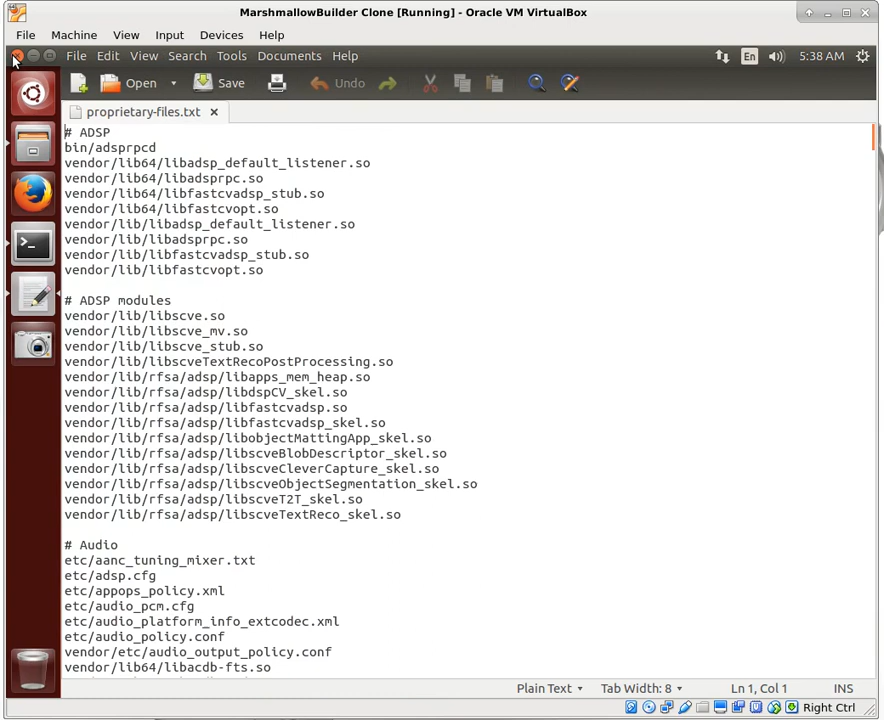 MarshmallowBuilder Clone [Running] - Oracle VM VirtualBox
File Machine View Input Devices Help
File Edit View Search Tools Documents Help En 5:38 AM
Open Save Undo
proprietary-files.txt
# ADSP
bin/adsprpcd
vendor/lib64/libadsp_default_listener.so
vendor/lib64/libadsprpc.so
vendor/lib64/libfastcvadsp_stub.so
vendor/lib64/libfastcvopt.so
vendor/lib/libadsp_default_listener.so
vendor/lib/libadsprpc.so
vendor/lib/libfastcvadsp_stub.so
vendor/lib/libfastcvopt.so
# ADSP modules
vendor/lib/libscve.so
vendor/lib/libscve_mv.so
vendor/lib/libscve_stub.so
vendor/lib/libscveTextRecoPostProcessing.so
vendor/lib/rfsa/adsp/libapps_mem_heap.so
vendor/lib/rfsa/adsp/libdspCV_skel.so
vendor/lib/rfsa/adsp/libfastcvadsp.so
vendor/lib/rfsa/adsp/libfastcvadsp_skel.so
vendor/lib/rfsa/adsp/libobjectMattingApp_skel.so
vendor/lib/rfsa/adsp/libscveBlobDescriptor_skel.so
vendor/lib/rfsa/adsp/libscveCleverCapture_skel.so
vendor/lib/rfsa/adsp/libscveObjectSegmentation_skel.so
vendor/lib/rfsa/adsp/libscveT2T_skel.so
vendor/lib/rfsa/adsp/libscveTextReco_skel.so
# Audio
etc/aanc_tuning_mixer.txt
etc/adsp.cfg
etc/appops_policy.xml
etc/audio_pcm.cfg
etc/audio_platform_info_extcodec.xml
etc/audio_policy.conf
vendor/etc/audio_output_policy.conf
vendor/lib64/libacdb-fts.so
Plain Text Tab Width: 8 Ln 1, Col 1 INS
Right Ctrl